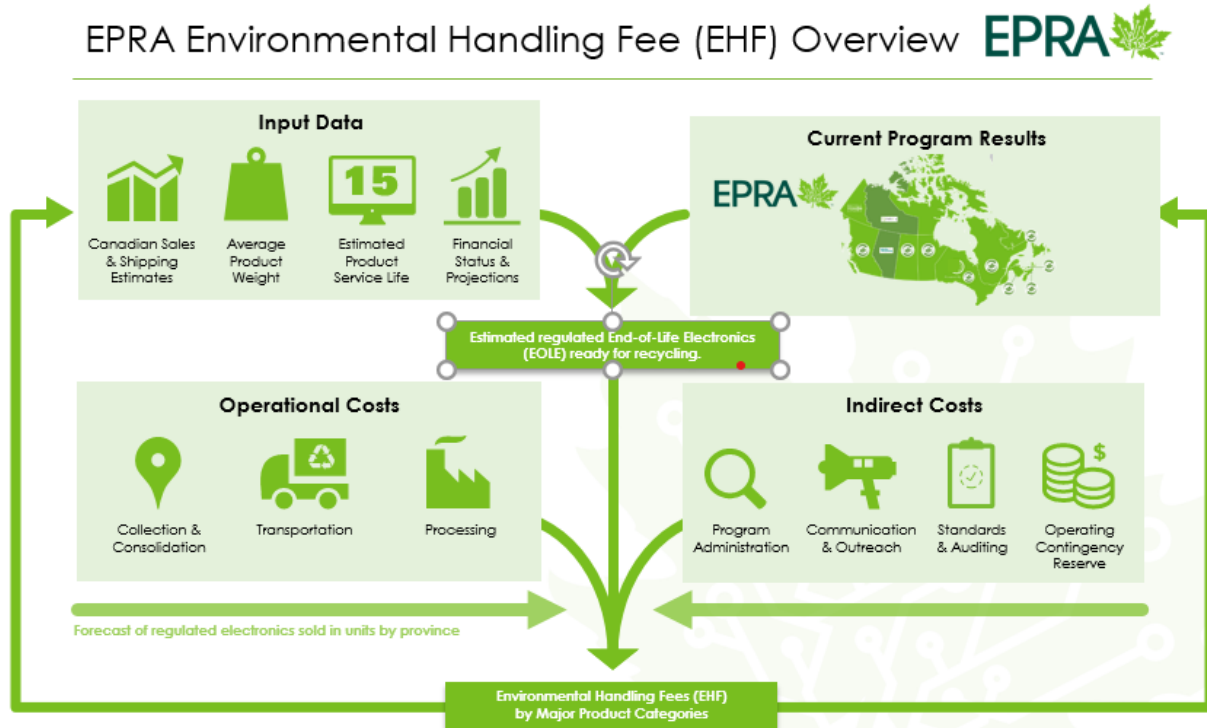 EPRA Environmental Handling Fee (EHF) Overview
EPRA
Input Data
15
Canadian Sales
& Shipping
Estimates
Average
Product
Weight
Estimated
Product
Service Life
Financial
Status &
Projections
Current Program Results
EPRA
Estimated regulated End-of-Life Electronics
(EOLE) ready for recycling.
Operational Costs
Collection &
Consolidation
Transportation
Processing
Indirect Costs
$
Program
Administration
Communication
& Outreach
Standards
& Auditing
Operating
Contingency
Reserve
Forecast of regulated electronics sold in units by province
Environmental Handling Fees (EHF)
by Major Product Categories